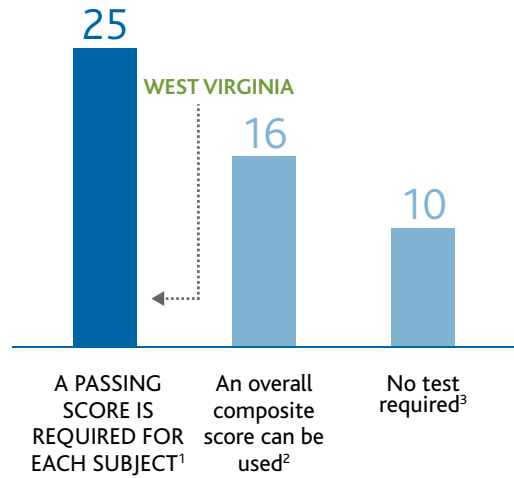 25
WEST VIRGINIA
16
10
A PASSING
SCORE IS
REQUIRED FOR
EACH SUBJECT¹
An overall
composite
score can be
used²
No test
required³